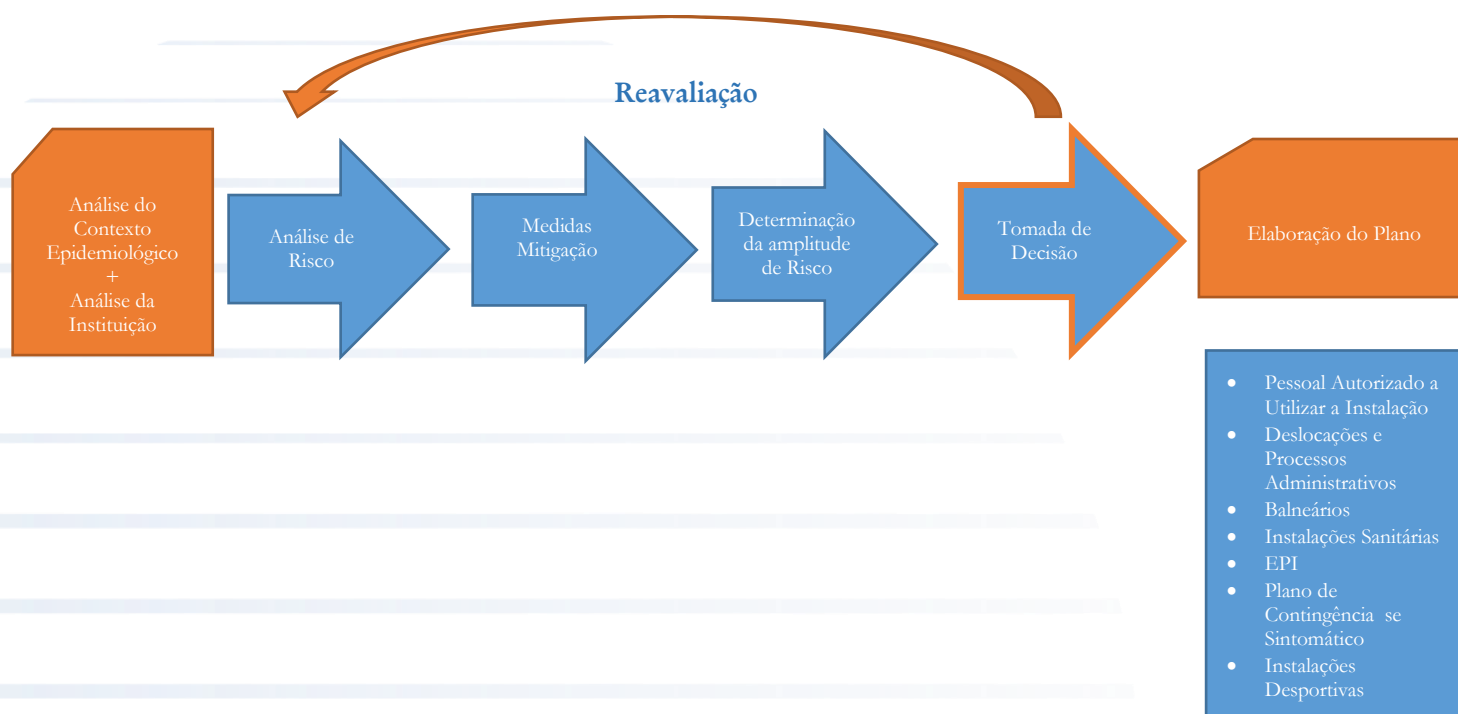 Reavaliação
Análise do
Contexto
Epidemiológico
+
Análise da
Instituição
Análise de
Risco
Medidas
Mitigação
Determinação
da amplitude
de Risco
Tomada de
Decisão
Elaboração do Plano
• Pessoal Autorizado a
Utilizar a Instalação
• Deslocações e
Processos
Administrativos
• Balneários
• Instalações Sanitárias
• EPI
• Plano de
Contingência se
Sintomático
• Instalações
Desportivas